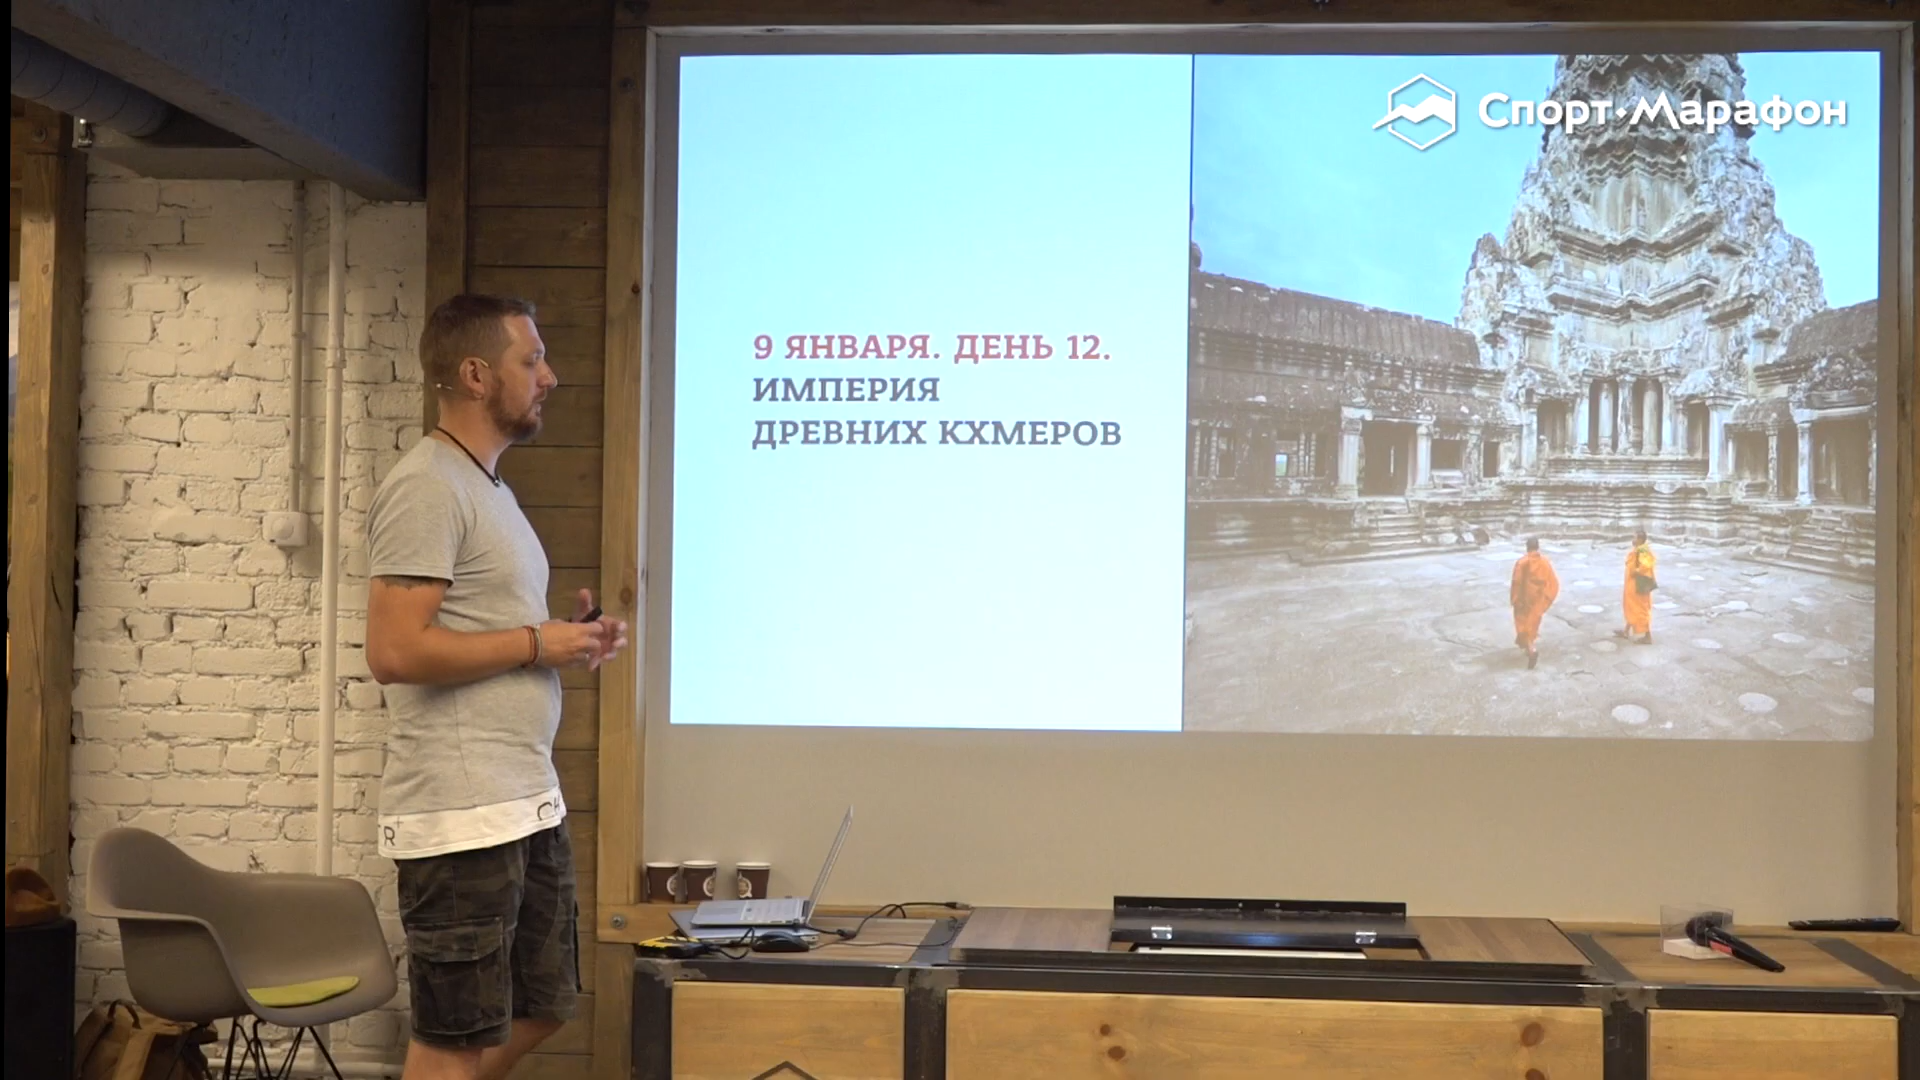 Спорт·Марафон
9 ЯНВАРЯ. ДЕНЬ 12.
ИМПЕРИЯ
ДРЕВНИХ КХМЕРОВ